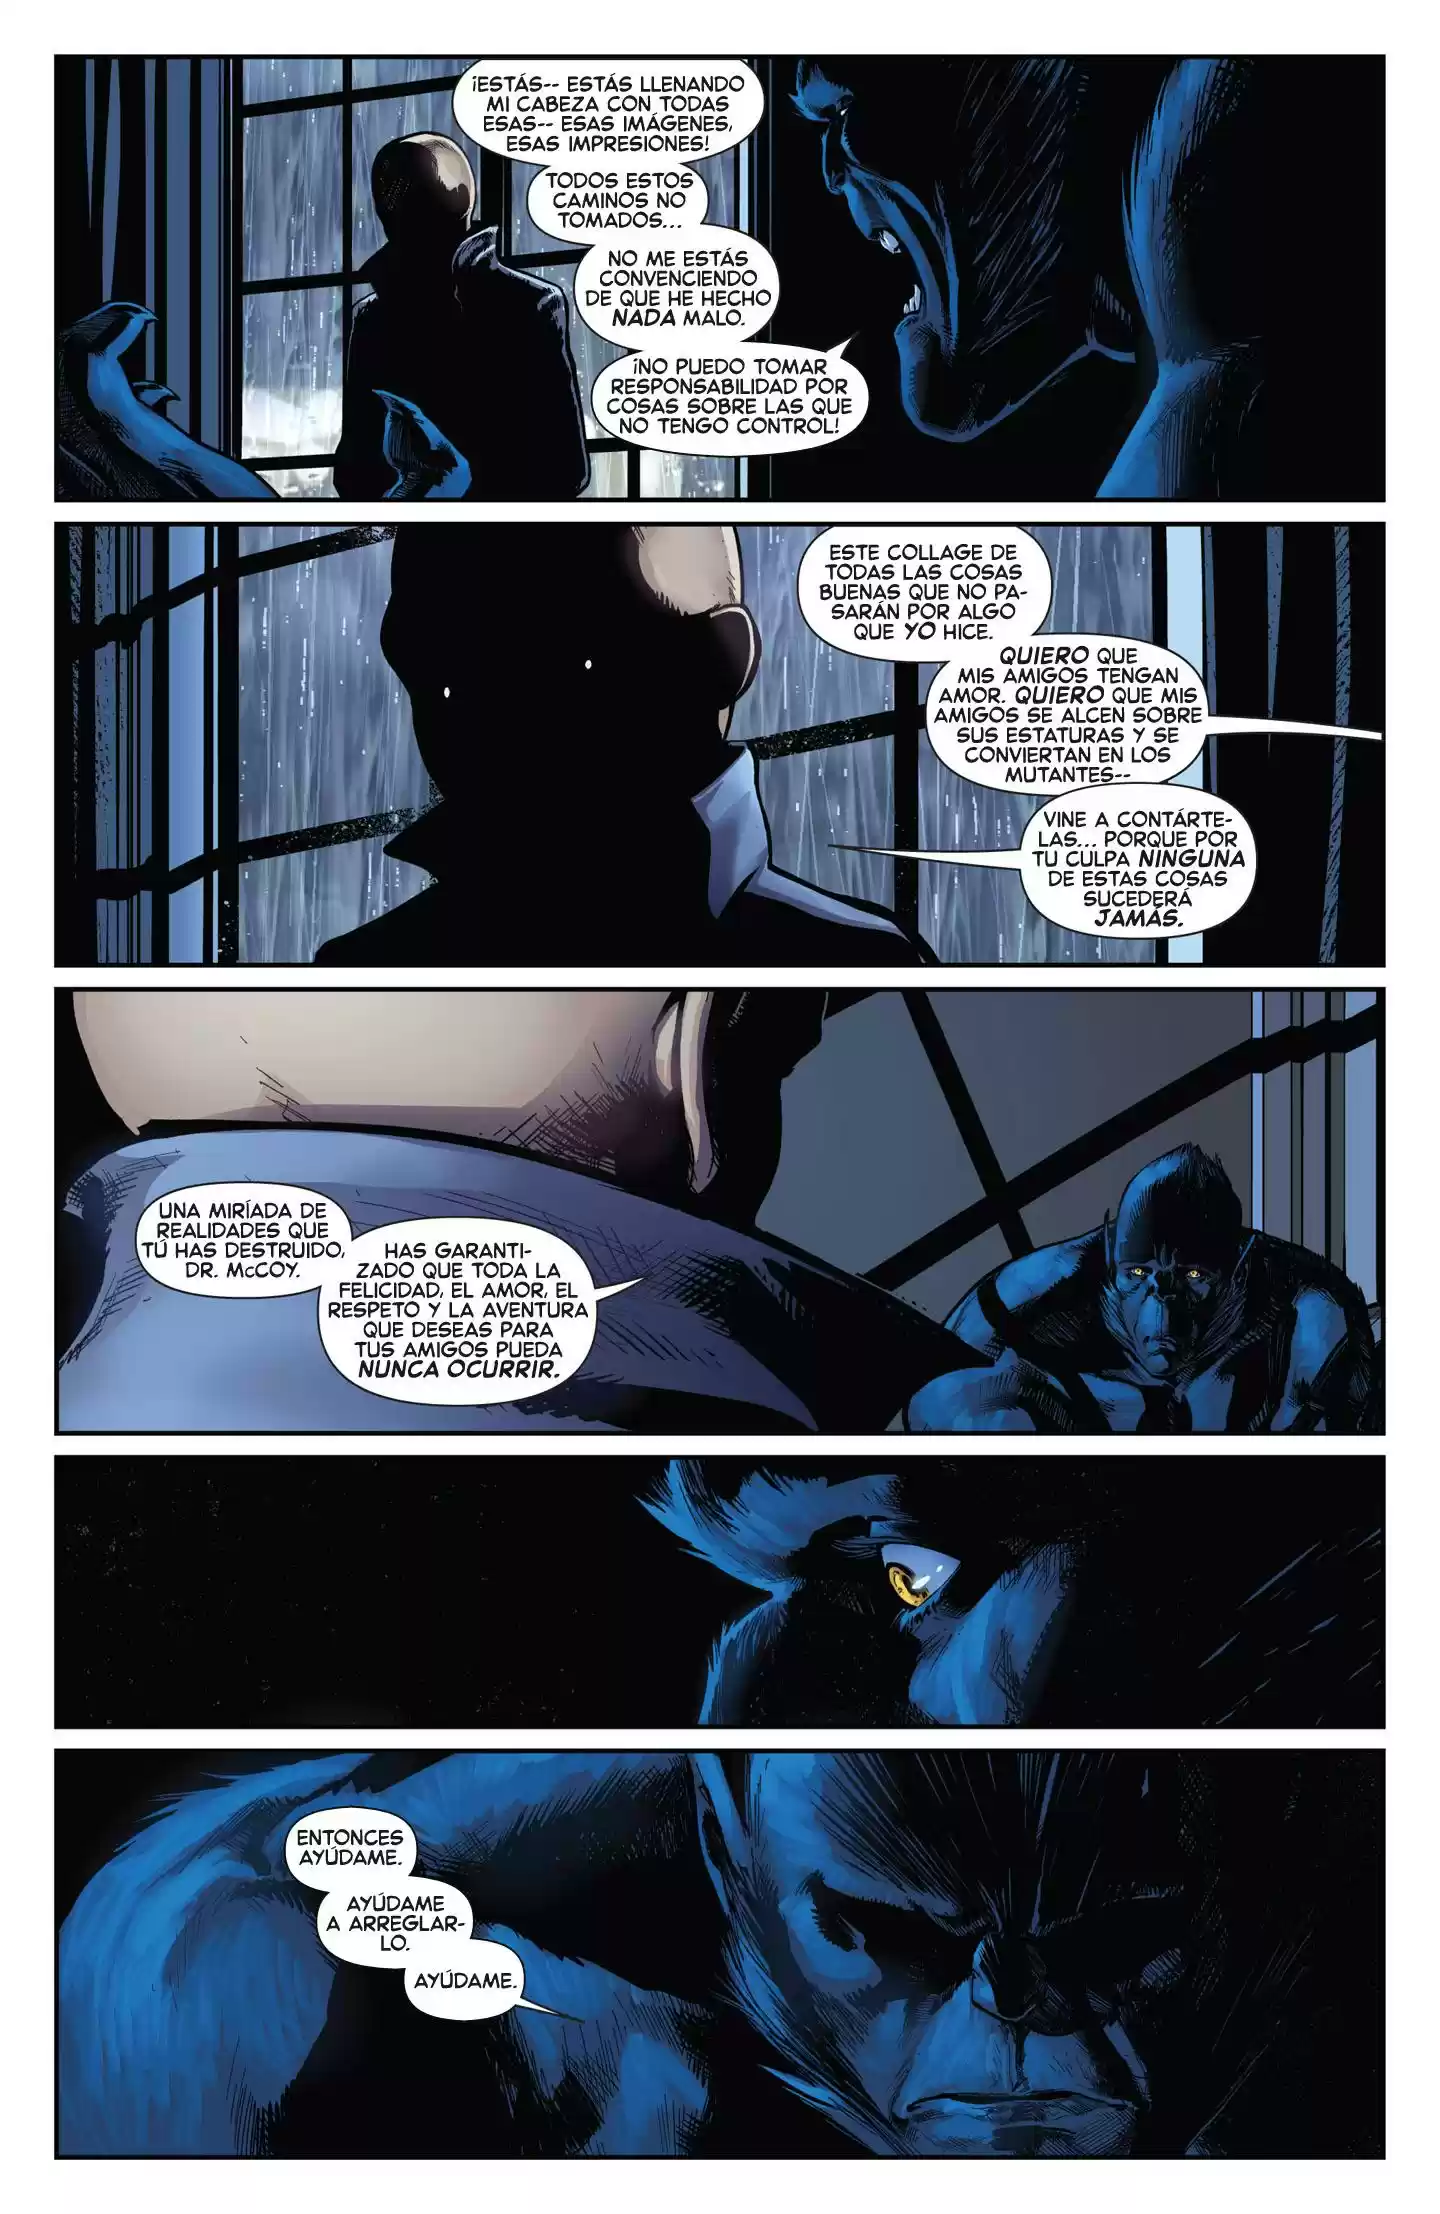 ¡ESTÁS-- ESTÁS LLENANDO
MI CABEZA CON TODAS
ESAS-- ESAS IMÁGENES,
ESAS IMPRESIONES!
TODOS ESTOS
CAMINOS NO
TOMADOS...
NO ME ESTÁS
CONVENCIENDO
DE QUE HE HECHO
NADA MALO.
¡NO PUEDO TOMAR
RESPONSABILIDAD POR
COSAS SOBRE LAS QUE
NO TENGO CONTROL!
ESTE COLLAGE DE
TODAS LAS COSAS
BUENAS QUE NO PA-
SARÁN POR ALGO
QUE YO HICE.
QUIERO QUE
MIS AMIGOS TENGAN
AMOR. QUIERO QUE MIS
AMIGOS SE ALCEN SOBRE
SUS ESTATURAS Y SE
CONVIERTAN EN LOS
MUTANTES--
VINE A CONTÁRTE-
LAS... PORQUE POR
TU CULPA NINGUNA
DE ESTAS COSAS
SUCEDERÁ
JAMÁS.
UNA MIRÍADA DE
REALIDADES QUE
TÚ HAS DESTRUIDO,
DR. McCOY.
HAS GARANTI-
ZADO QUE TODA LA
FELICIDAD, EL AMOR, EL
RESPETO Y LA AVENTURA
QUE DESEAS PARA
TUS AMIGOS PUEDA
NUNCA OCURRIR.
ENTONCES
AYÚDAME.
AYÚDAME
A ARREGLAR-
LO.
AYÚDAME.